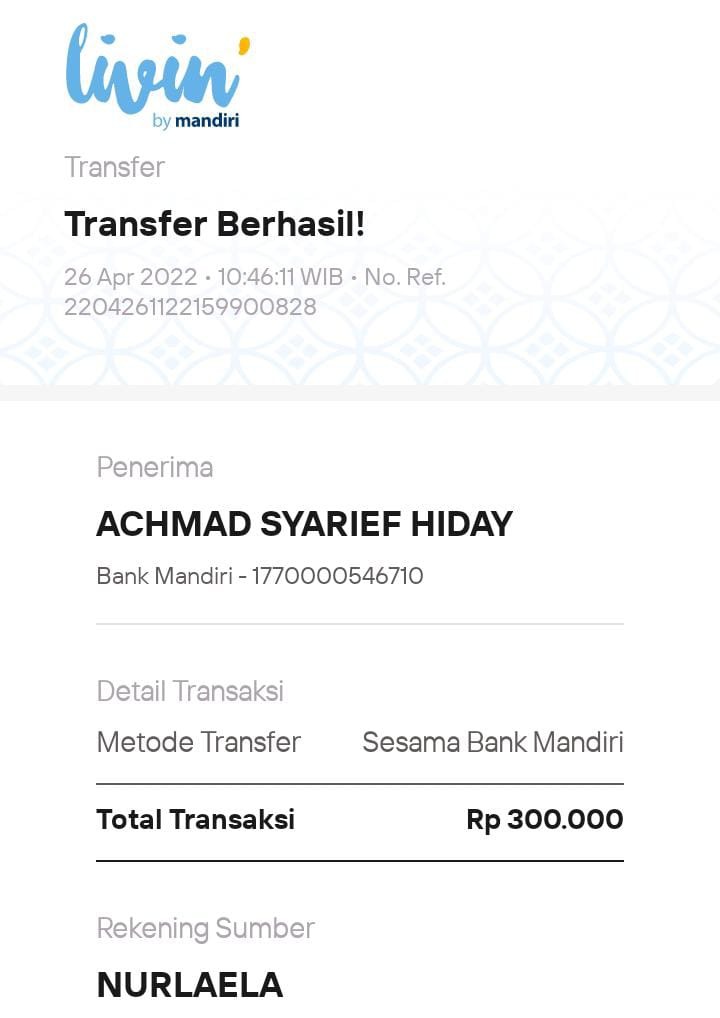 livin'
by mandiri
Transfer
Transfer Berhasil!
26 Apr 2022 • 10:46:11 WIB • No. Ref.
2204261122159900828
Penerima
ACHMAD SYARIEF HIDAY
Bank Mandiri - 1770000546710
Detail Transaksi
Metode Transfer Sesama Bank Mandiri
Total Transaksi Rp 300.000
Rekening Sumber
NURLAELA